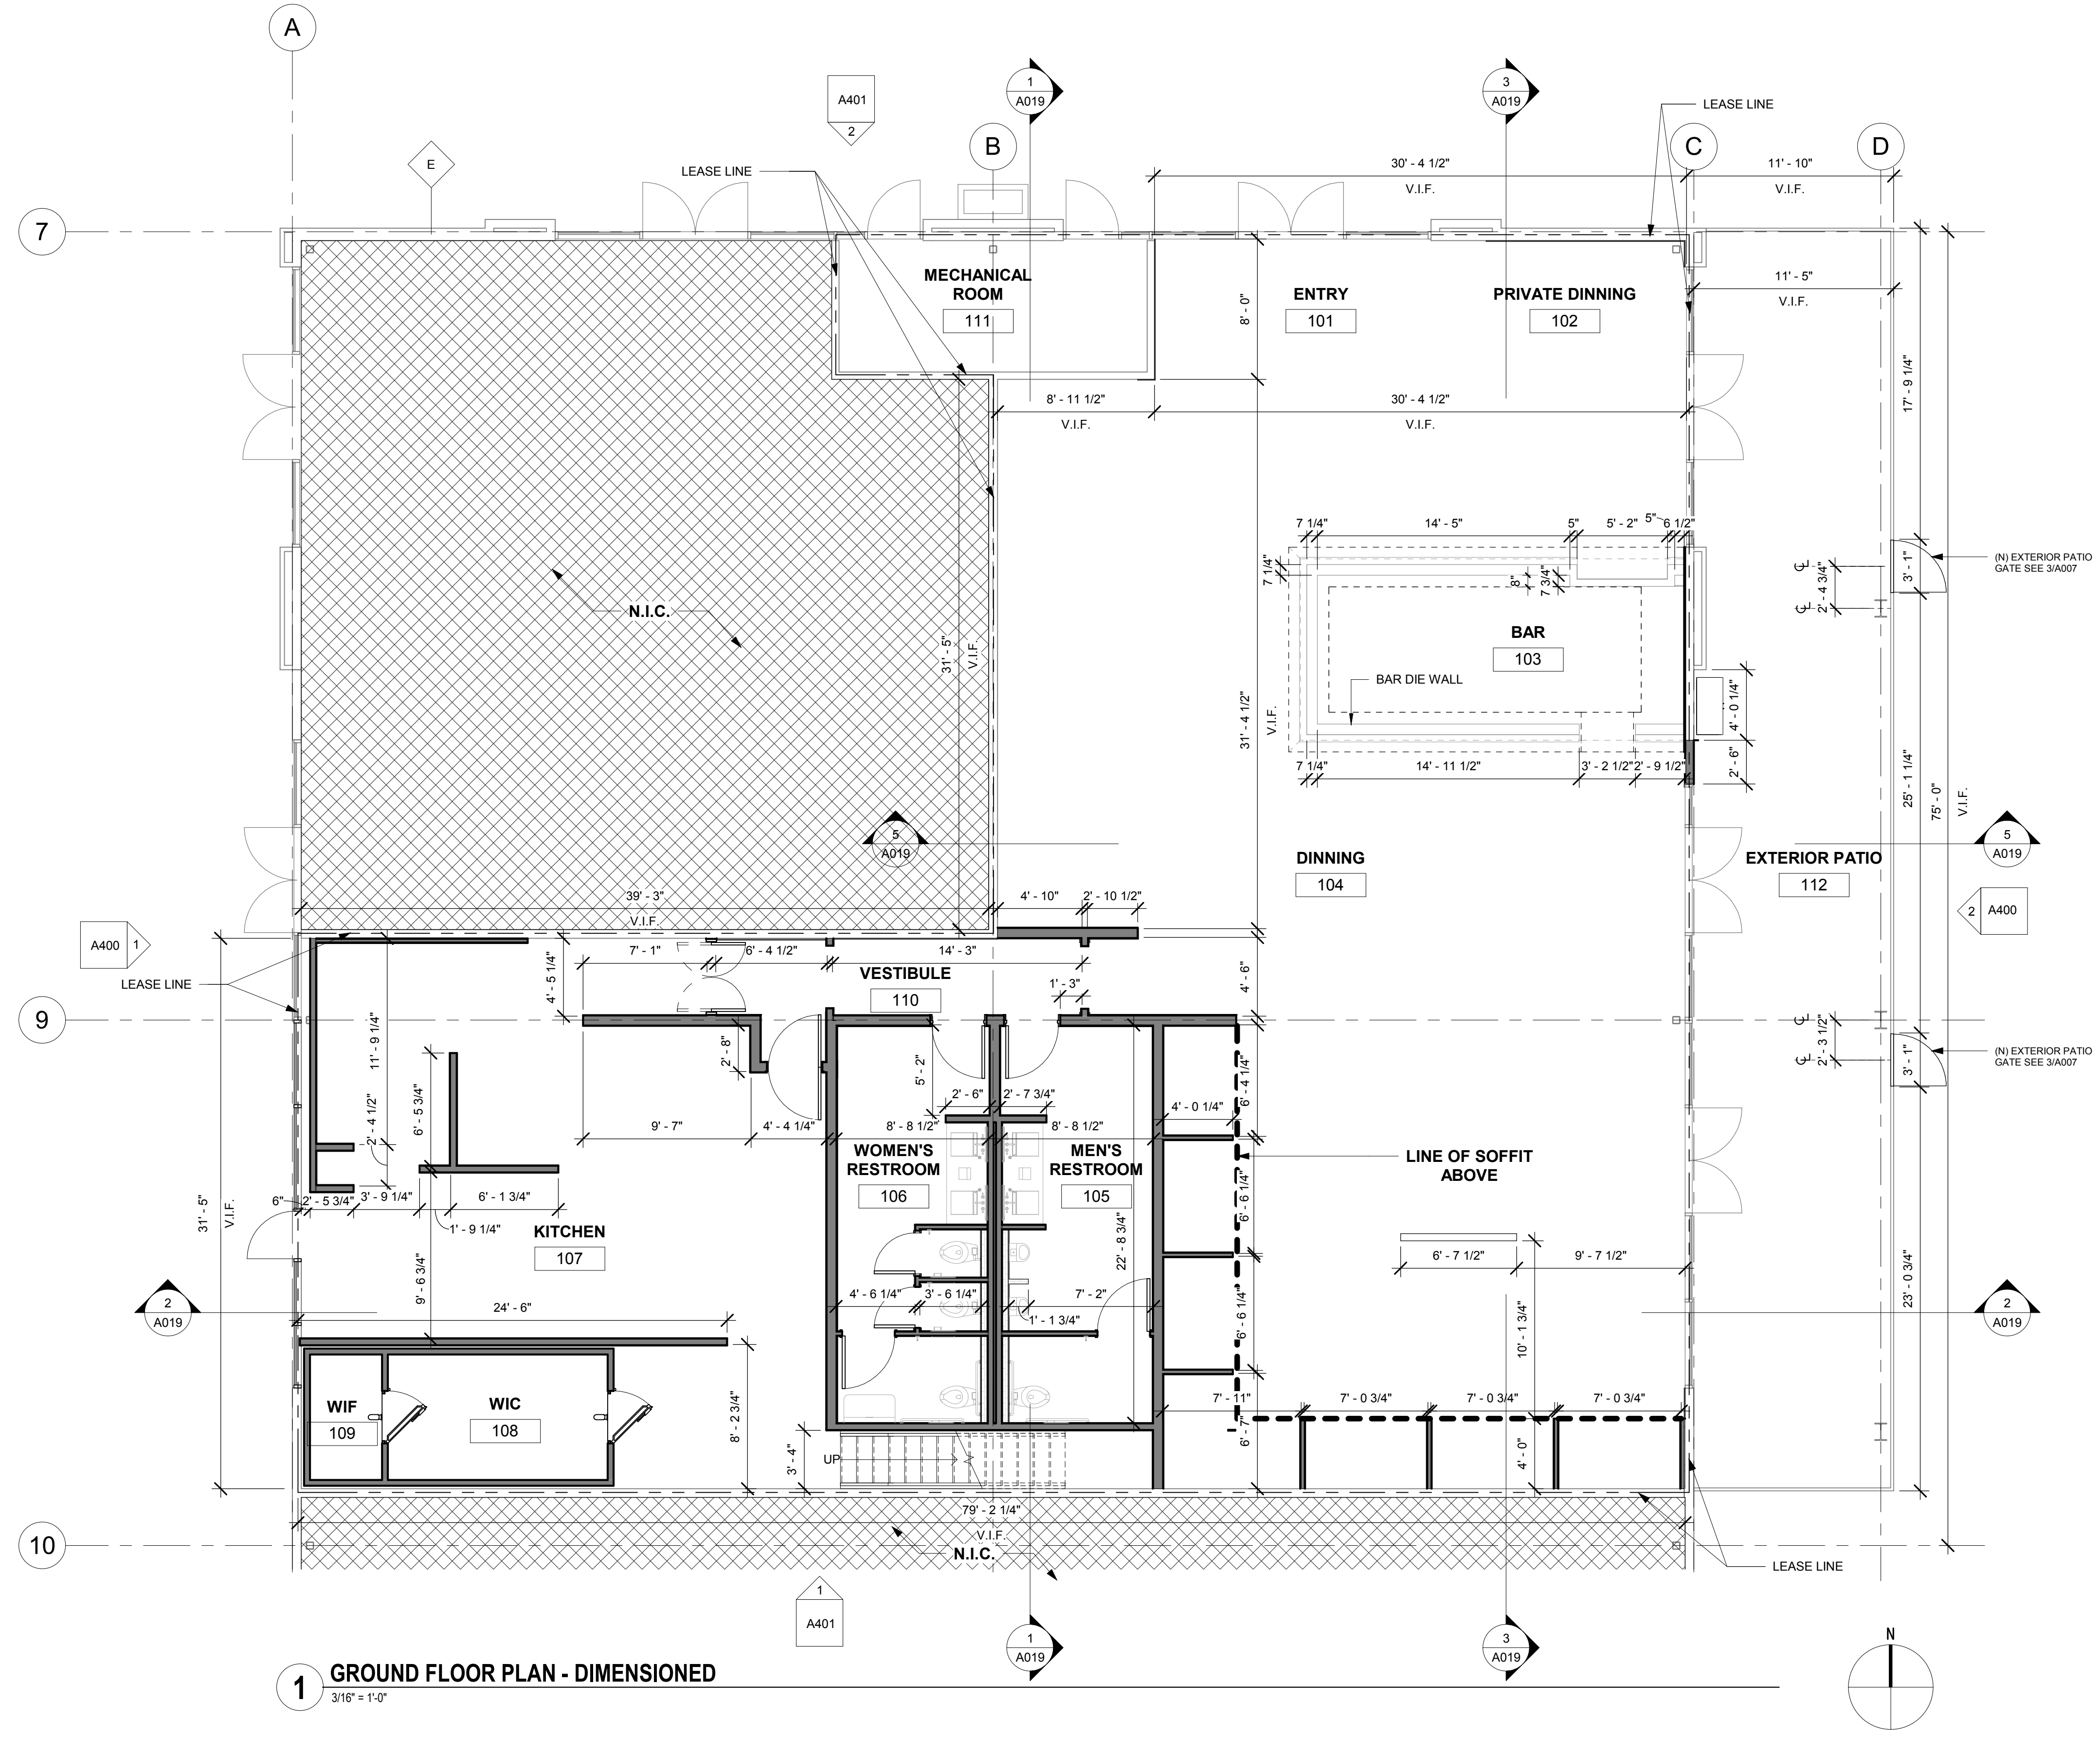 A
1
A019
3
A019
A401
2
LEASE LINE
B
C
D
E
LEASE LINE
30' - 4 1/2"
V.I.F.
11' - 10"
V.I.F.
7
MECHANICAL
ROOM
111
ENTRY
101
PRIVATE DINNING
102
11' - 5"
V.I.F.
8' - 0"
17' - 9 1/4"
8' - 11 1/2"
V.I.F.
30' - 4 1/2"
V.I.F.
7 1/4"
14' - 5"
5"
5' - 2"
5"
6 1/2"
7 1/4"
8"
7 3/4"
2' - 4 3/4"
3' - 1"
(N) EXTERIOR PATIO
GATE SEE 3/A007
N.I.C.
31' - 5"
V.I.F.
BAR
103
BAR DIE WALL
31' - 4 1/2"
V.I.F.
4' - 0 1/4"
2' - 6"
7 1/4"
14' - 11 1/2"
3' - 2 1/2"
2' - 9 1/2"
25' - 1 1/4"
75' - 0"
V.I.F.
5
A019
5
A019
DINNING
104
EXTERIOR PATIO
112
39' - 3"
V.I.F.
4' - 10"
2' - 10 1/2"
2
A400
A400
1
LEASE LINE
7' - 1"
6' - 4 1/2"
14' - 3"
4' - 5 1/4"
VESTIBULE
110
1' - 3"
4' - 6"
9
11' - 9 1/4"
2' - 8"
5' - 2"
2' - 3 1/2"
3' - 1"
(N) EXTERIOR PATIO
GATE SEE 3/A007
6' - 5 3/4"
2' - 4 1/2"
2' - 6"
2' - 7 3/4"
4' - 0 1/4"
6' - 4 1/4"
9' - 7"
4' - 4 1/4"
8' - 8 1/2"
8' - 8 1/2"
WOMEN'S
RESTROOM
106
MEN'S
RESTROOM
105
LINE OF SOFFIT
ABOVE
31' - 5"
V.I.F.
6"
2' - 5 3/4"
3' - 9 1/4"
6' - 1 3/4"
1' - 9 1/4"
KITCHEN
107
6' - 6 1/4"
22' - 8 3/4"
6' - 7 1/2"
9' - 7 1/2"
9' - 6 3/4"
24' - 6"
4' - 6 1/4"
3' - 6 1/4"
7' - 2"
1' - 1 3/4"
6' - 6 1/4"
10' - 1 3/4"
23' - 0 3/4"
2
A019
2
A019
WIF
109
WIC
108
8' - 2 3/4"
3' - 4"
UP
7' - 11"
7' - 0 3/4"
7' - 0 3/4"
7' - 0 3/4"
6' - 7"
4' - 0"
79' - 2 1/4"
V.I.F.
N.I.C.
10
LEASE LINE
1
A401
1
A019
3
A019
N
1
GROUND FLOOR PLAN - DIMENSIONED
3/16" = 1'-0"